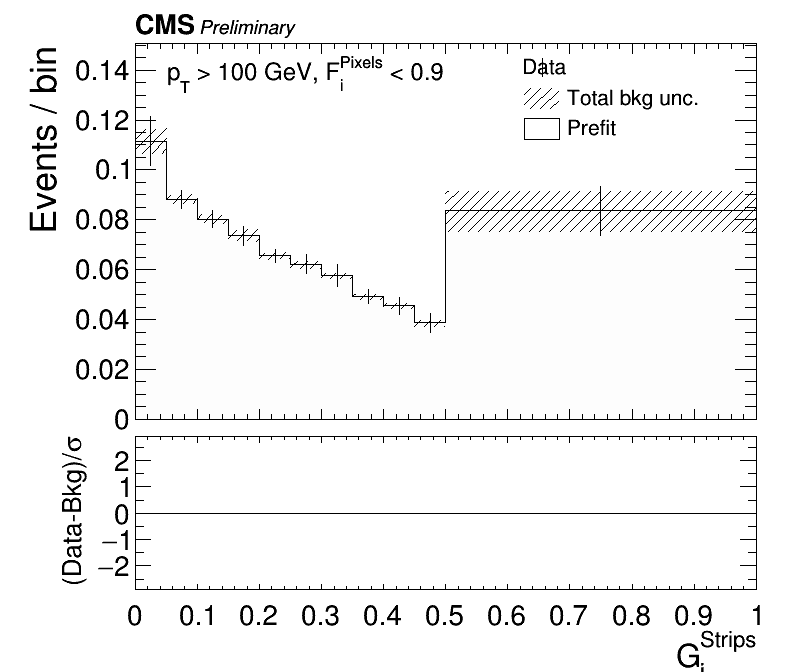 CMS Preliminary
Events / bin
p_T > 100 GeV, F_i^Pixels < 0.9
Data
Total bkg unc.
Prefit
0.14
0.12
0.1
0.08
0.06
0.04
0.02
0
(Data-Bkg)/σ
2
1
0
−1
−2
0 0.1 0.2 0.3 0.4 0.5 0.6 0.7 0.8 0.9 1
G_i^Strips